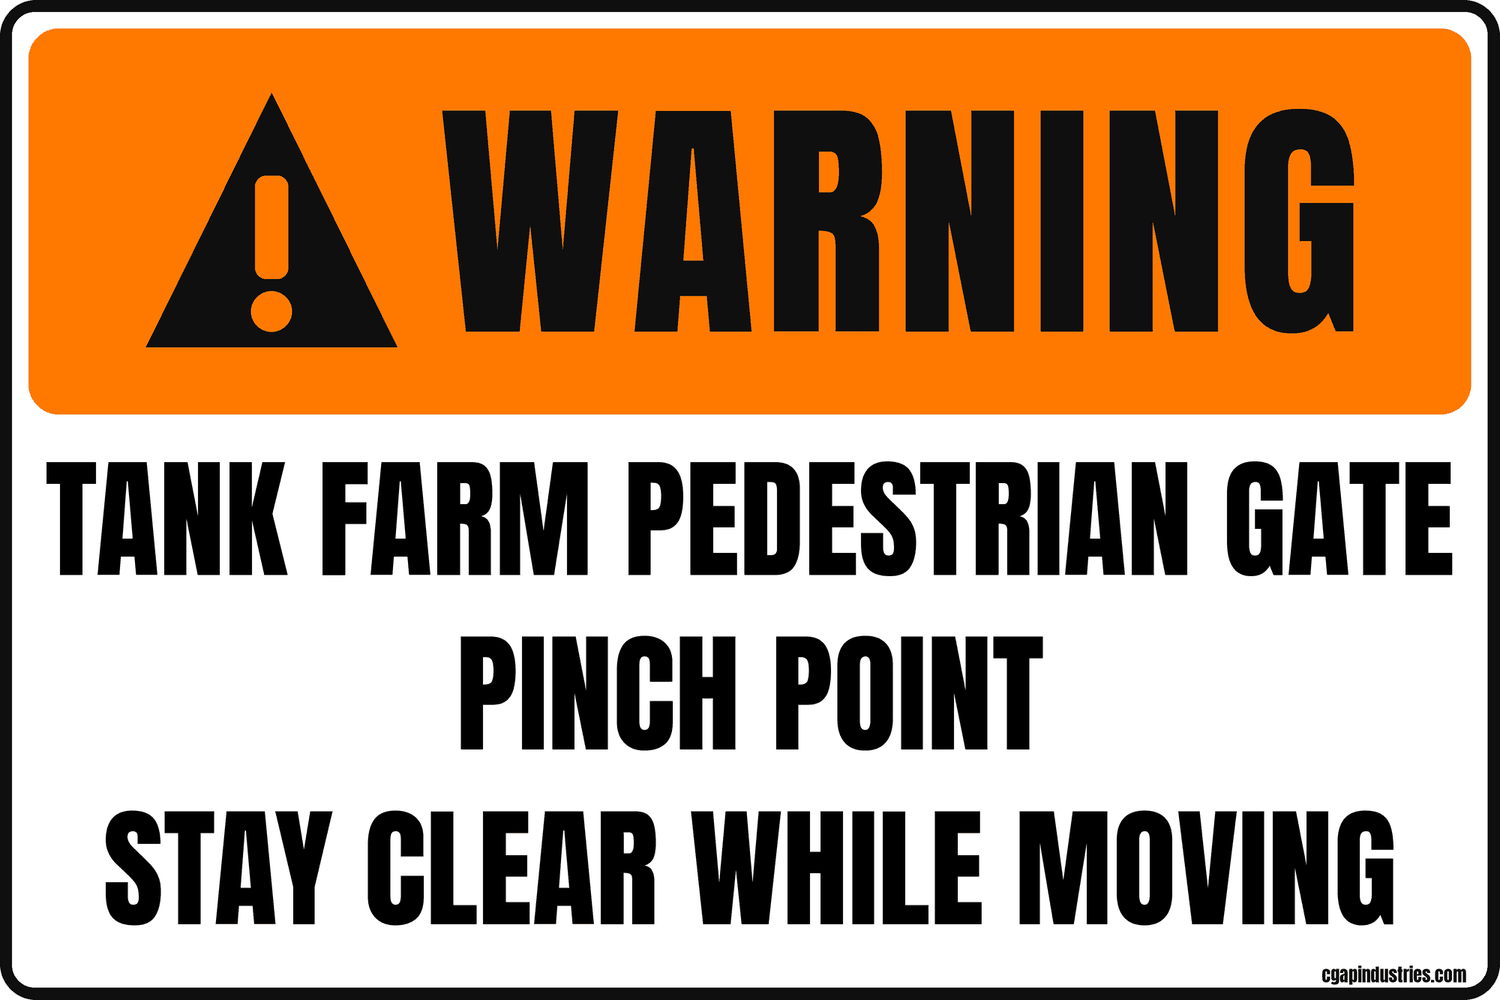 WARNING
TANK FARM PEDESTRIAN GATE
PINCH POINT
STAY CLEAR WHILE MOVING
cgapindustries.com